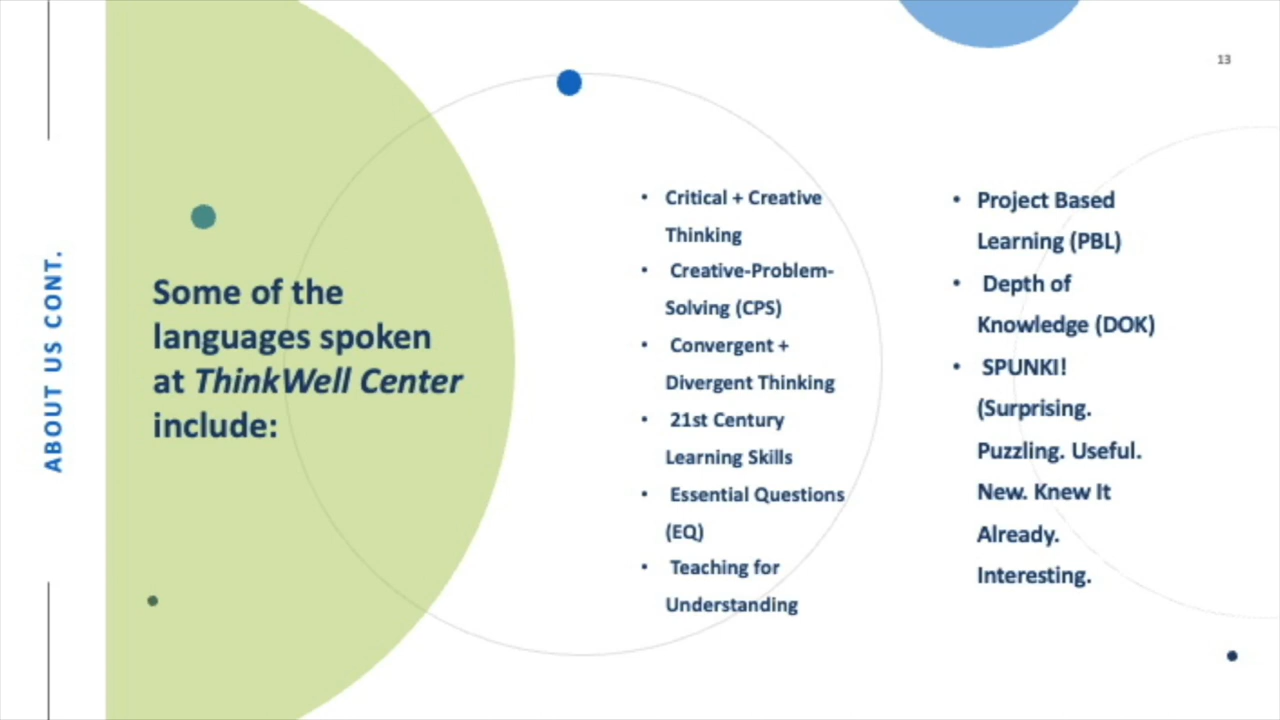 13
ABOUT US CONT.
Some of the
languages spoken
at ThinkWell Center
include:
• Critical + Creative
Thinking
• Creative-Problem-
Solving (CPS)
• Convergent +
Divergent Thinking
• 21st Century
Learning Skills
• Essential Questions
(EQ)
• Teaching for
Understanding
• Project Based
Learning (PBL)
• Depth of
Knowledge (DOK)
• SPUNKI!
(Surprising.
Puzzling. Useful.
New. Knew It
Already.
Interesting.